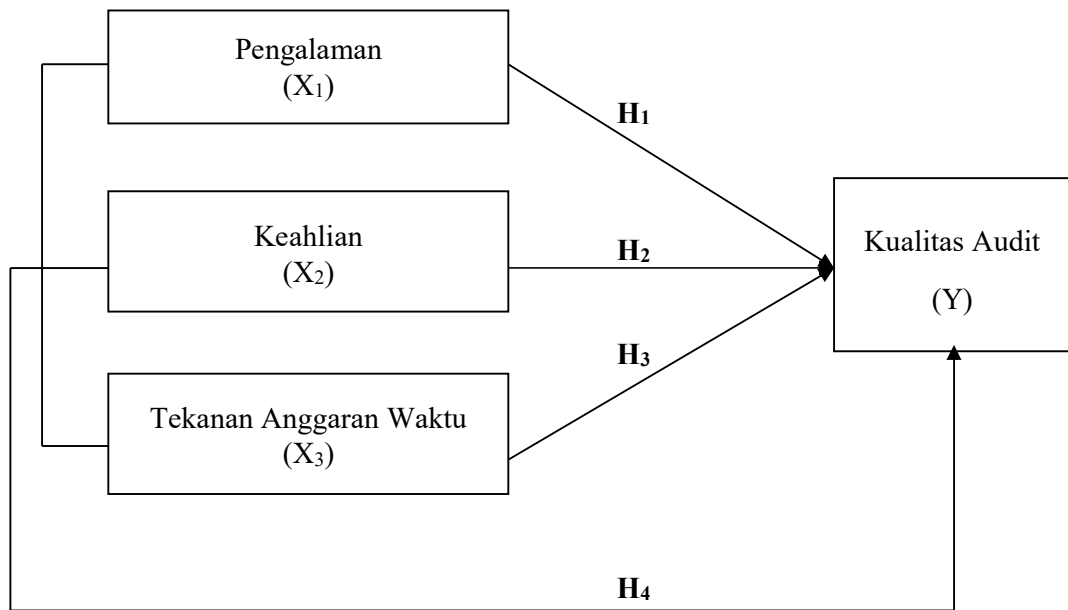 Pengalaman
(X₁)
H₁
Keahlian
(X₂)
H₂
Kualitas Audit
(Y)
H₃
Tekanan Anggaran Waktu
(X₃)
H₄